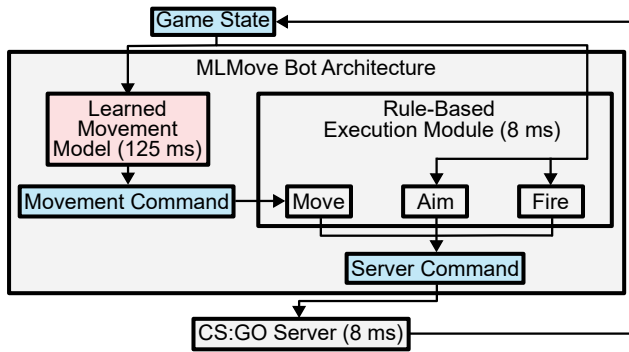 Game State
MLMove Bot Architecture
Learned
Movement
Model (125 ms)
Rule-Based
Execution Module (8 ms)
Movement Command
Move
Aim
Fire
Server Command
CS:GO Server (8 ms)